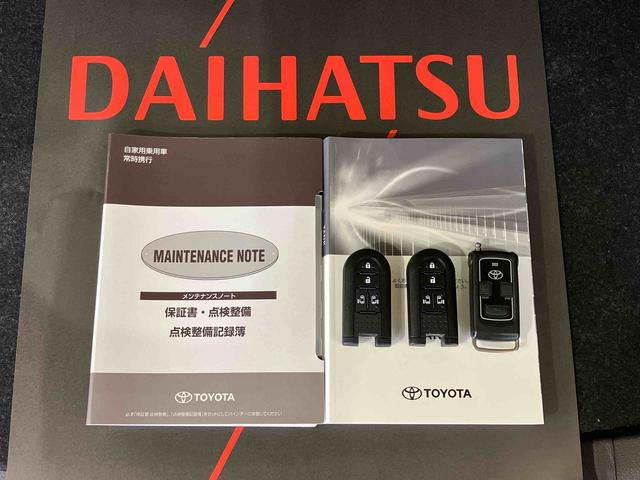 DAIHATSU
自家用乗用車
常時携行
MAINTENANCE NOTE
メンテナンスノート
保証書・点検整備
点検整備記録簿
TOYOTA
TOYOTA